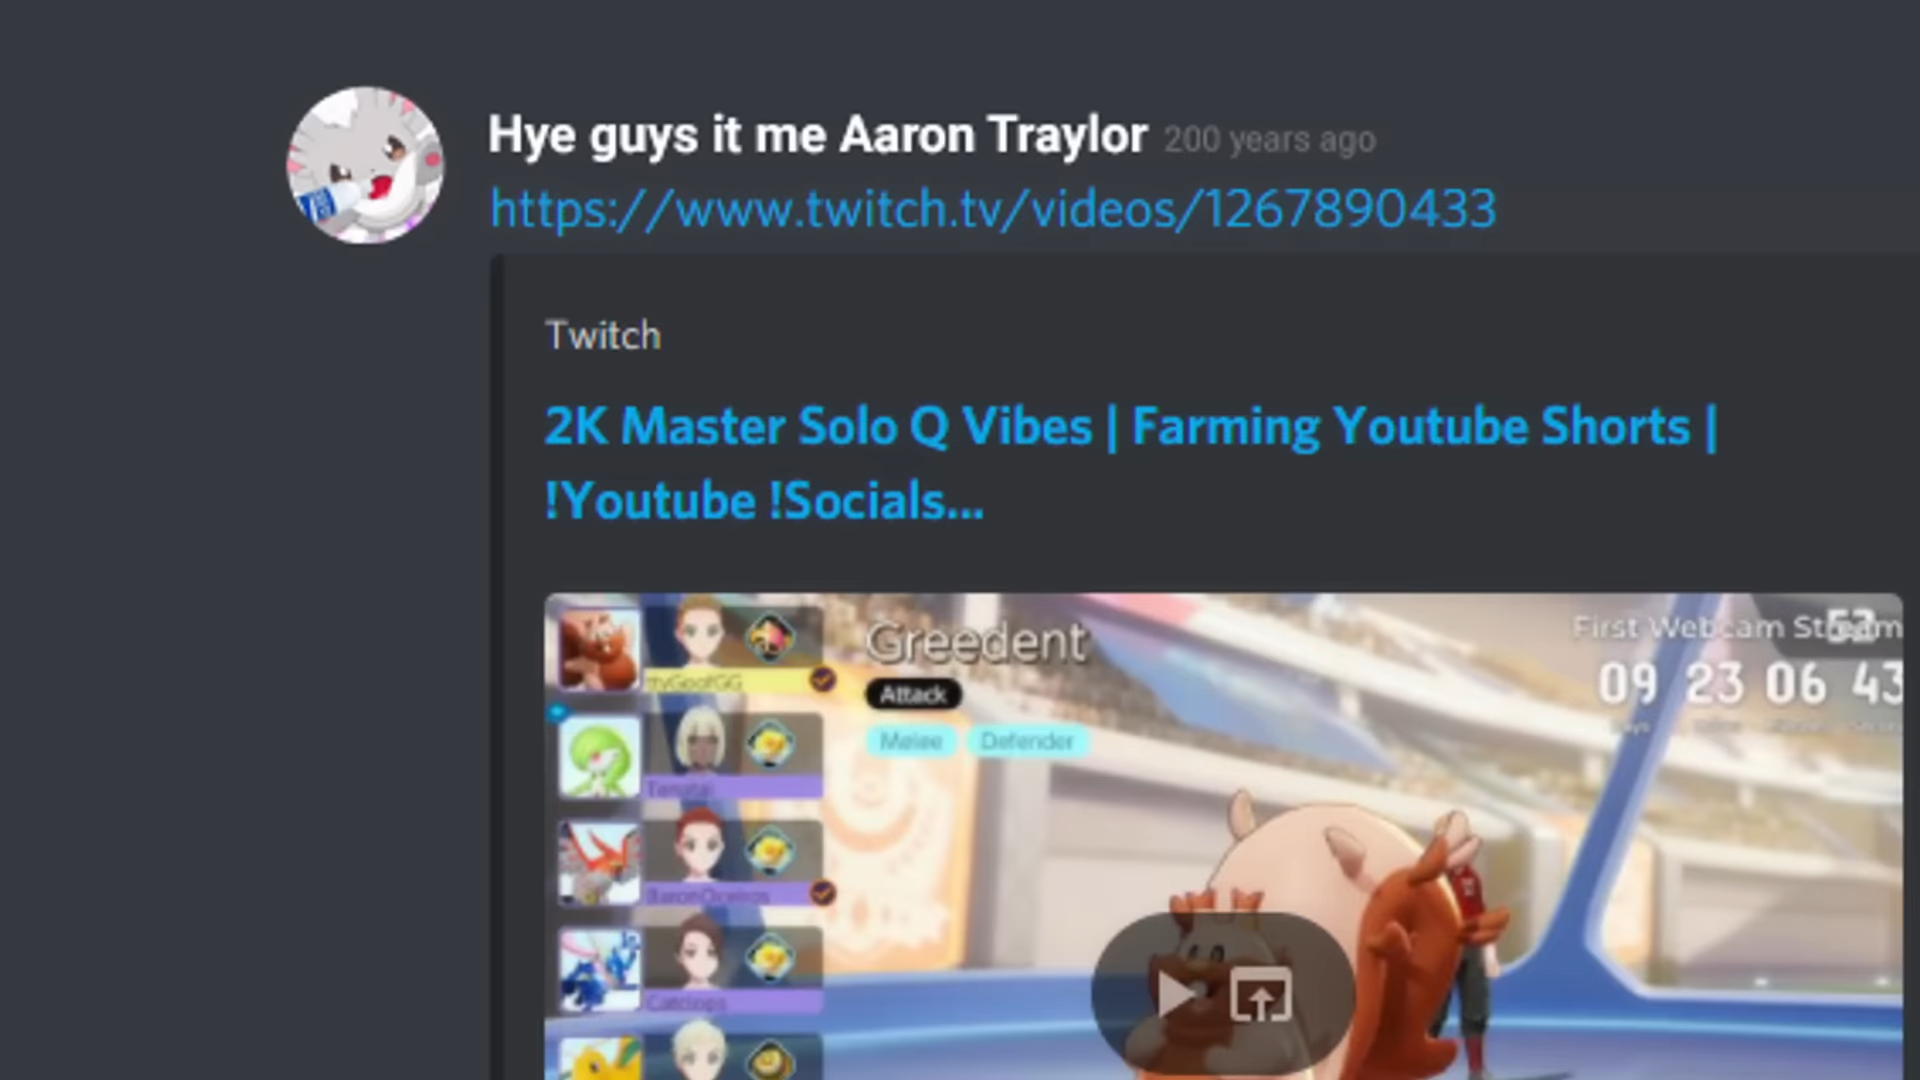 Hye guys it me Aaron Traylor 200 years ago
https://www.twitch.tv/videos/1267890433
Twitch
2K Master Solo Q Vibes | Farming Youtube Shorts |
!Youtube !Socials...
Greedent
Attack
Melee Defender
First Webcam Stream
52
09 23 06 43